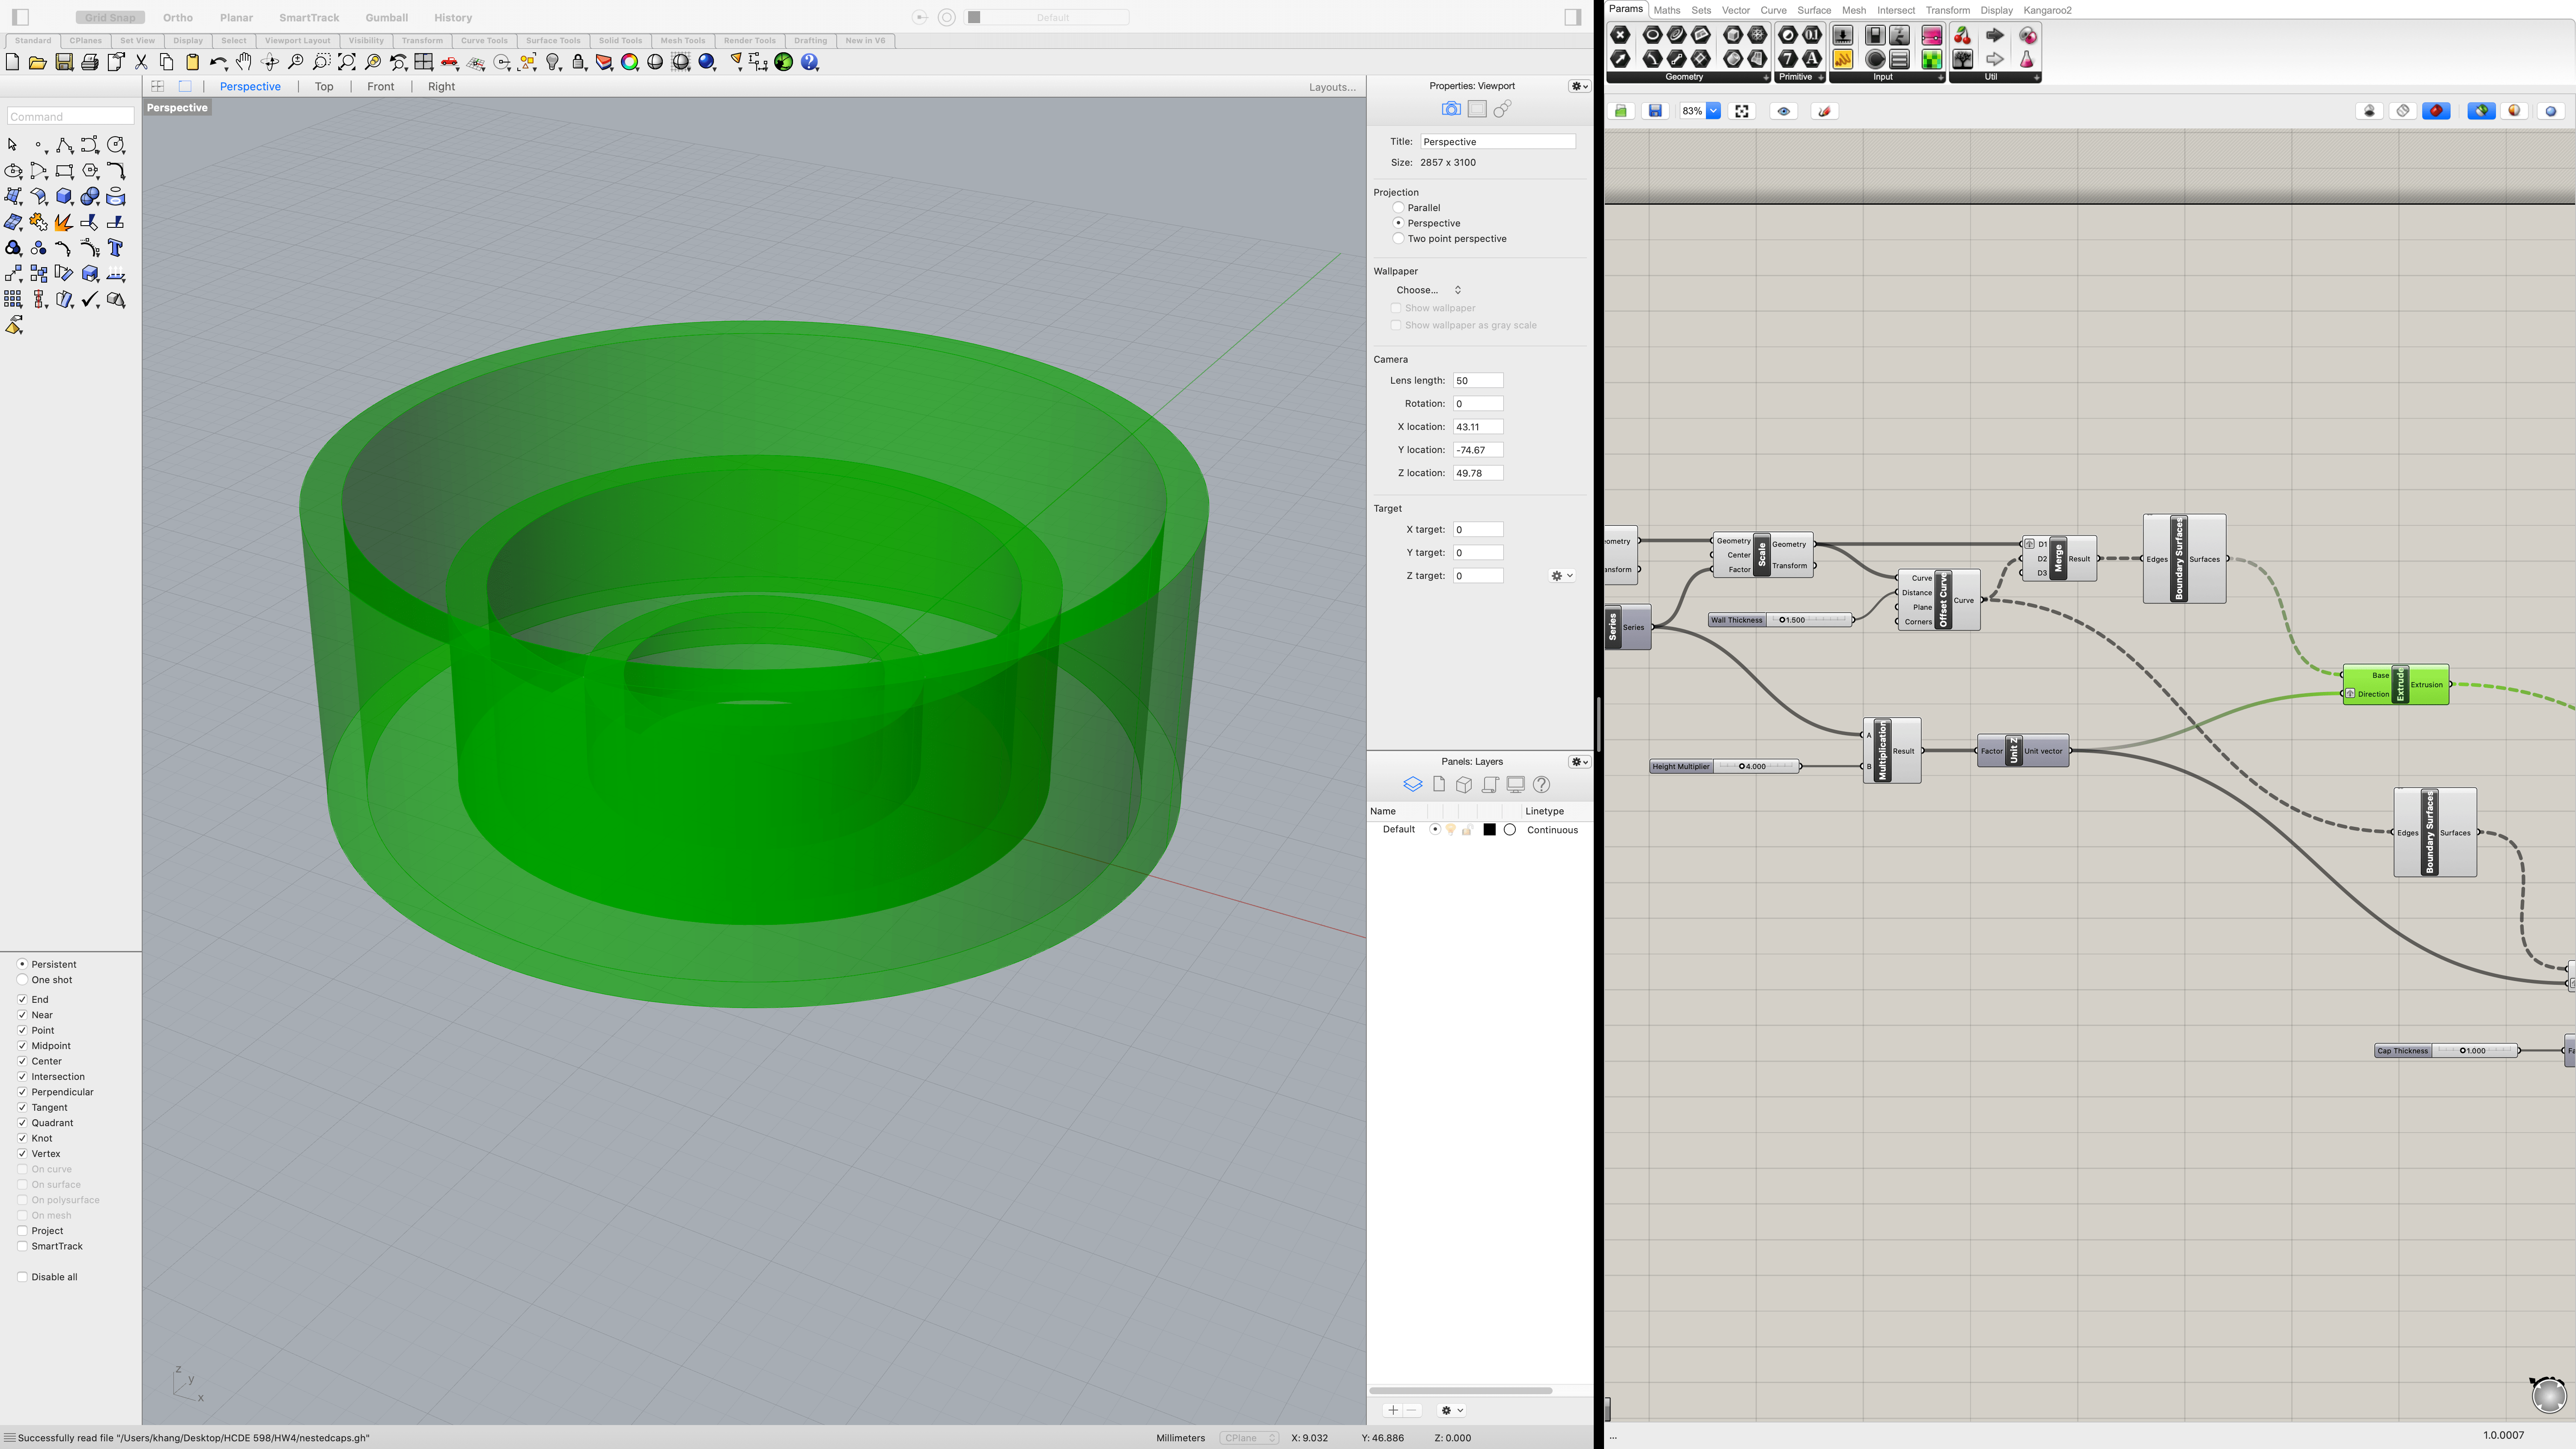 Grid Snap Ortho Planar SmartTrack Gumball History Default
Standard CPlanes Set View Display Select Viewport Layout Visibility Transform Curve Tools Surface Tools Solid Tools Mesh Tools Render Tools Drafting New in V6
Perspective Top Front Right Layouts...
Perspective
Command
Persistent
One shot
End
Near
Point
Midpoint
Center
Intersection
Perpendicular
Tangent
Quadrant
Knot
Vertex
On curve
On surface
On polysurface
On mesh
Project
SmartTrack
Disable all
z
y
x
Properties: Viewport
Title: Perspective
Size: 2857 x 3100
Projection
Parallel
Perspective
Two point perspective
Wallpaper
Choose...
Show wallpaper
Show wallpaper as gray scale
Camera
Lens length: 50
Rotation: 0
X location: 43.11
Y location: -74.67
Z location: 49.78
Target
X target: 0
Y target: 0
Z target: 0
Panels: Layers
Name Linetype
Default Continuous
Successfully read file "/Users/khang/Desktop/HCDE 598/HW4/nestedcaps.gh"
Millimeters CPlane X: 9.032 Y: 46.886 Z: 0.000
Params Maths Sets Vector Curve Surface Mesh Intersect Transform Display Kangaroo2
Geometry Primitive Input Util
83%
ometry
ansform
Series Series
Geometry
Center
Factor
Scale
Geometry
Transform
Wall Thickness 1.500
Curve
Distance
Plane
Corners
Offset Curve
Curve
D1
D2
D3
Merge
Result
Edges Boundary Surfaces Surfaces
Base
Direction
Extrude
Extrusion
Height Multiplier 4.000
A
B
Multiplication
Result
Factor Unit Z Unit vector
Edges Boundary Surfaces Surfaces
Cap Thickness 1.000
Fa
...
1.0.0007